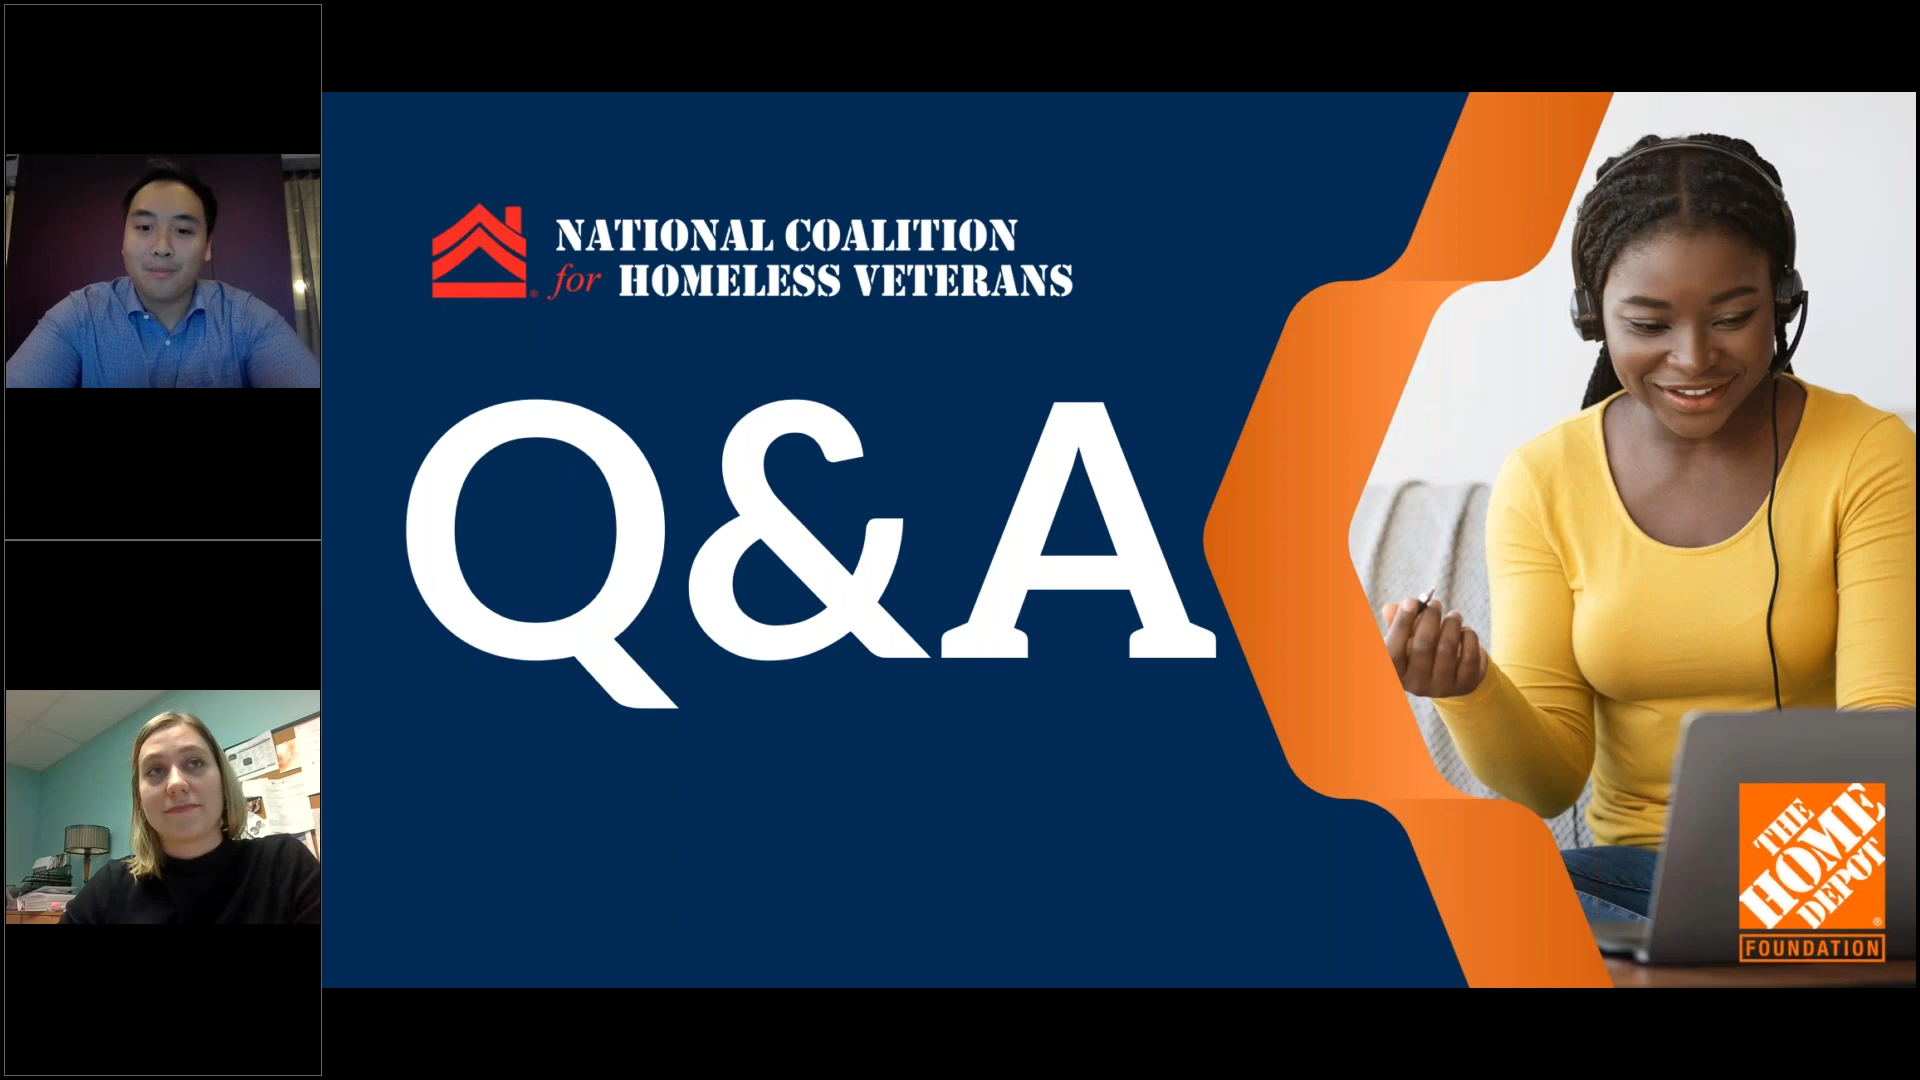 NATIONAL COALITION
for HOMELESS VETERANS
Q&A
THE
HOME
DEPOT
FOUNDATION